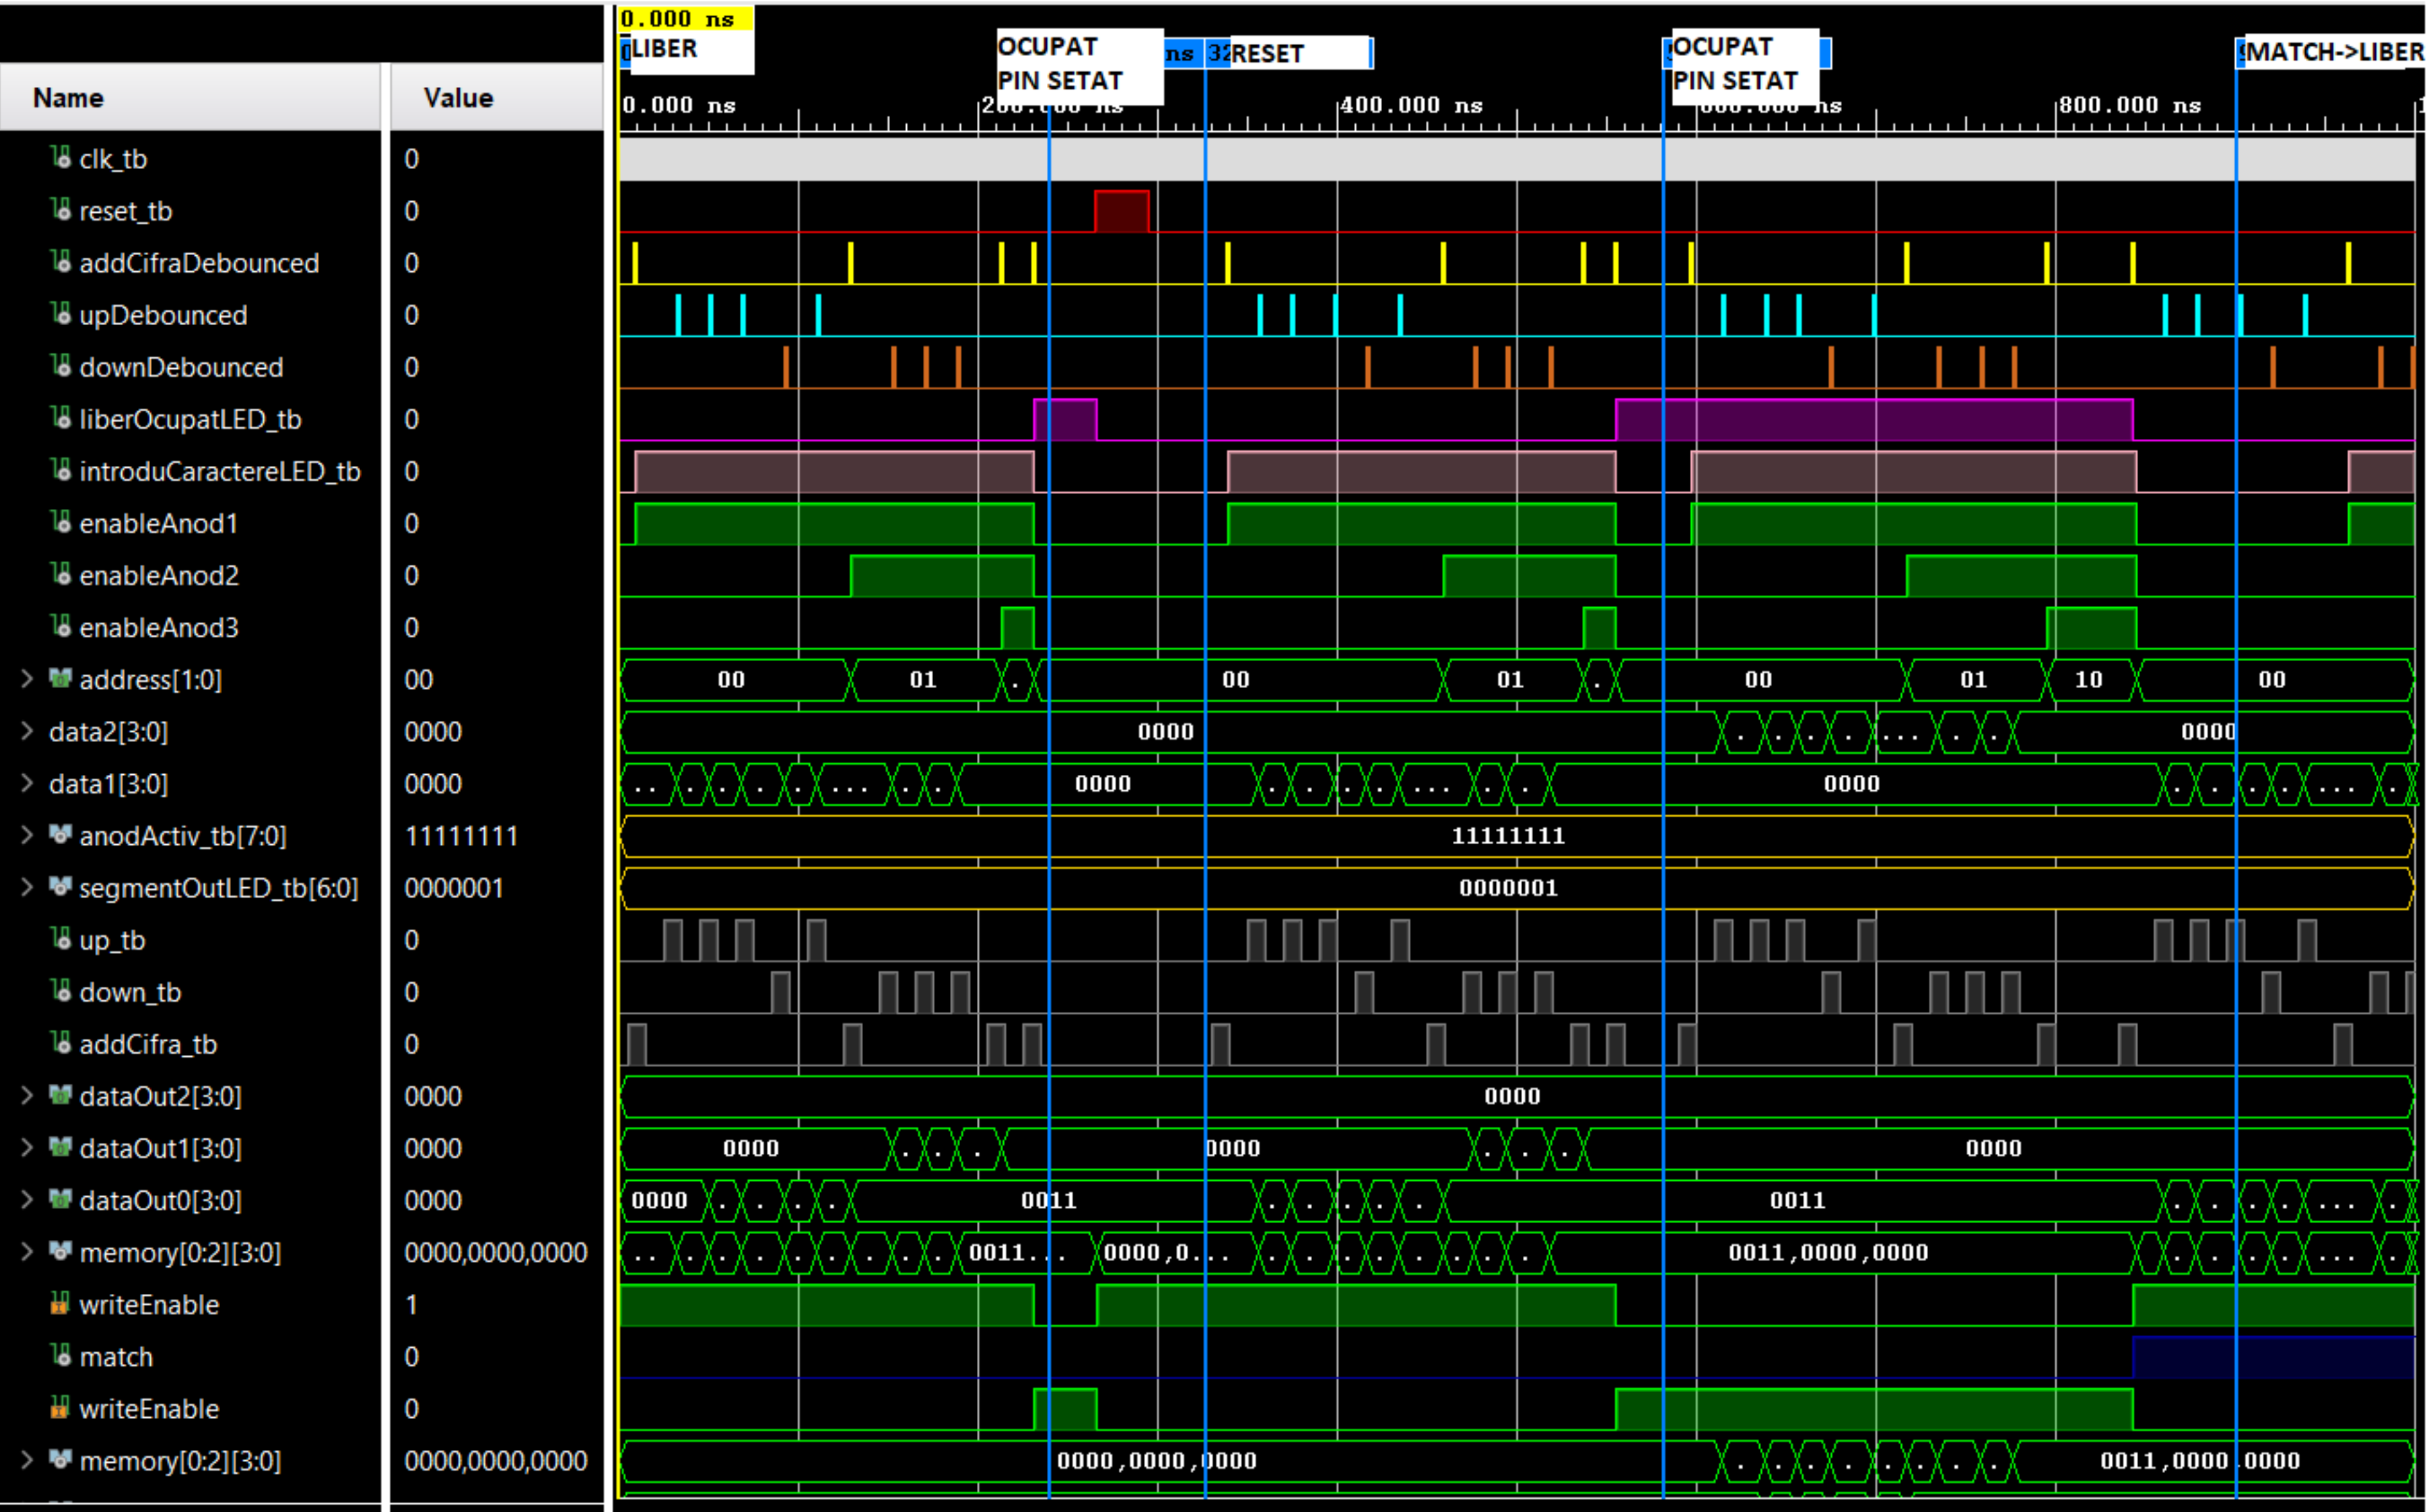 0.000 ns
LIBER
OCUPAT
PIN SETAT
ns 32
RESET
OCUPAT
PIN SETAT
MATCH->LIBER
Name Value
0.000 ns 400.000 ns 800.000 ns
clk_tb 0
reset_tb 0
addCifraDebounced 0
upDebounced 0
downDebounced 0
liberOcupatLED_tb 0
introduCaractereLED_tb 0
enableAnod1 0
enableAnod2 0
enableAnod3 0
address[1:0] 00 00 01 . 00 01 . 00 01 10 00
data2[3:0] 0000 0000 . . . . ... . . 0000
data1[3:0] 0000 .. . . . . ... . . 0000 . . . . ... . . 0000 . . . . ... .
anodActiv_tb[7:0] 11111111 11111111
segmentOutLED_tb[6:0] 0000001 0000001
up_tb 0
down_tb 0
addCifra_tb 0
dataOut2[3:0] 0000 0000
dataOut1[3:0] 0000 0000 . . . 0000 . . . 0000
dataOut0[3:0] 0000 0000 . . . . 0011 . . . . . 0011 . . . . ... .
memory[0:2][3:0] 0000,0000,0000 .. . . . . . . . . 0011... 0000,0... . . . . . . . . 0011,0000,0000 . . . . . ... .
writeEnable 1
match 0
writeEnable 0
memory[0:2][3:0] 0000,0000,0000 0000,0000,0000 . . . . . . . . 0011,0000,0000